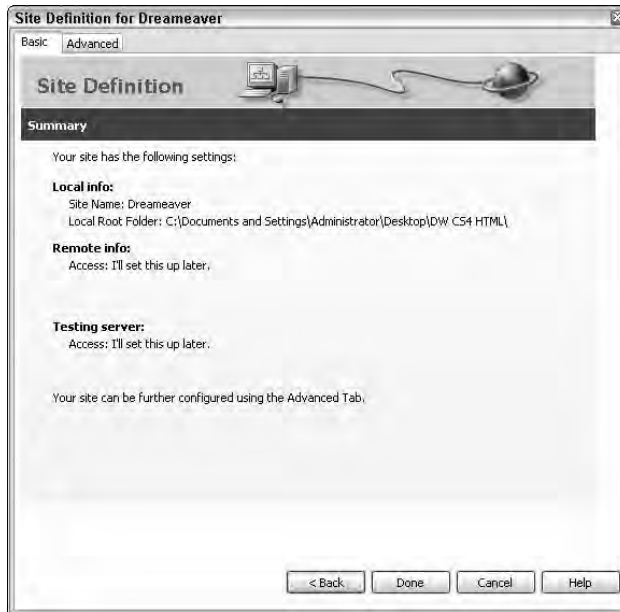 Site Definition for Dreameaver
Basic
Advanced
Site Definition
Summary
Your site has the following settings:
Local info:
Site Name: Dreameaver
Local Root Folder: C:\Documents and Settings\Administrator\Desktop\DW CS4 HTML\
Remote info:
Access: I'll set this up later.
Testing server:
Access: I'll set this up later.
Your site can be further configured using the Advanced Tab.
< Back
Done
Cancel
Help